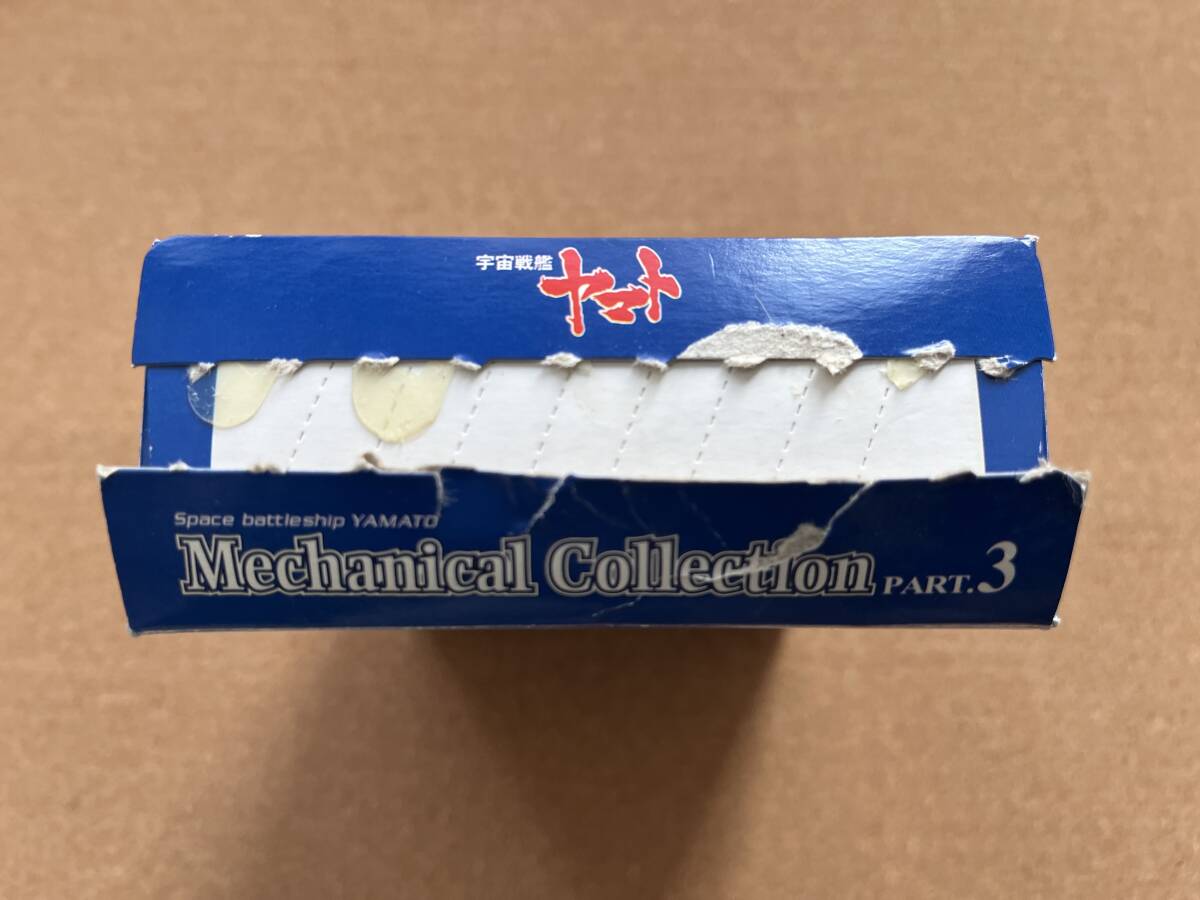 宇宙戦艦ヤマト
Space battleship YAMATO
Mechanical Collection PART.3